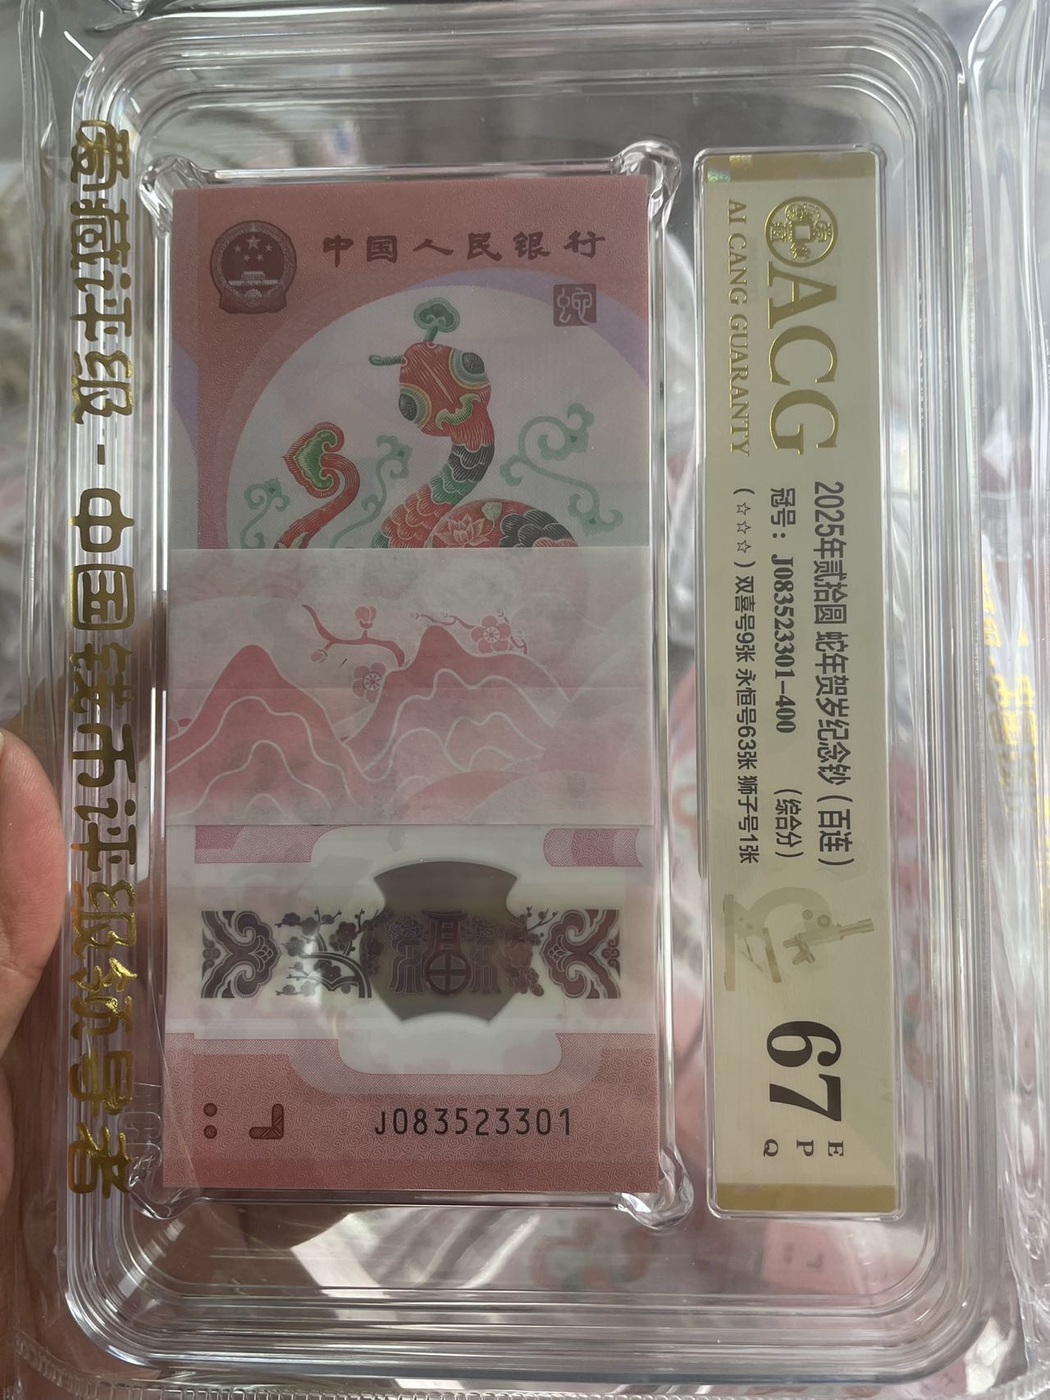 爱藏评级-中国钱币评级领导者
中国人民银行
J083523301
ACG
AI CANG GUARANTY
2025年贰拾圆 蛇年贺岁纪念钞（百连）
冠号：J083523301-400 （综合分）
（☆☆☆）双喜号9张 永恒号63张 狮子号1张
67
E
P
Q